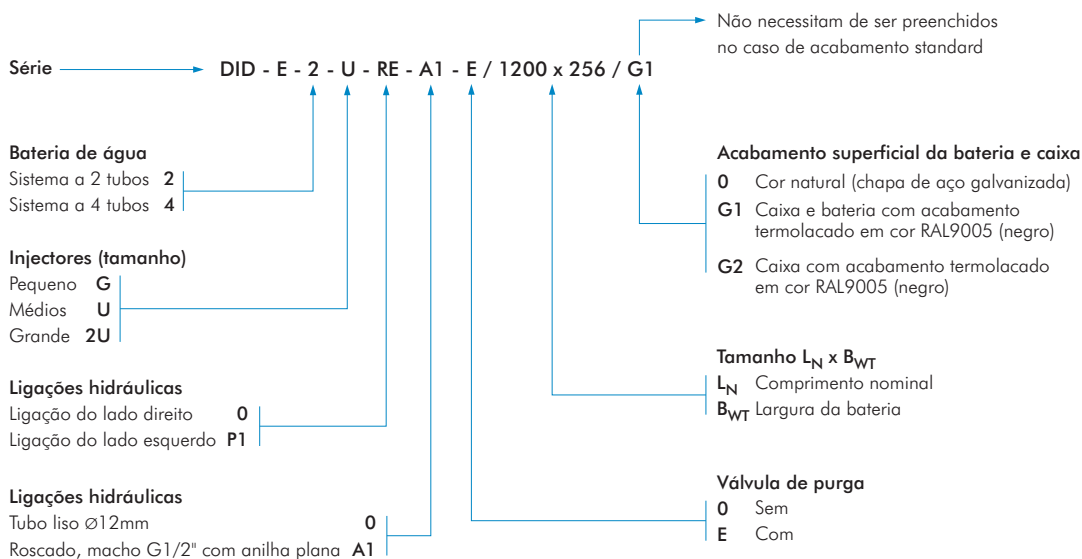 Não necessitam de ser preenchidos
no caso de acabamento standard
Série
DID - E - 2 - U - RE - A1 - E / 1200 x 256 / G1
Bateria de água
Sistema a 2 tubos 2
Sistema a 4 tubos 4
Injectores (tamanho)
Pequeno G
Médios U
Grande 2U
Ligações hidráulicas
Ligação do lado direito 0
Ligação do lado esquerdo P1
Ligações hidráulicas
Tubo liso Ø12mm 0
Roscado, macho G1/2" com anilha plana A1
Acabamento superficial da bateria e caixa
0 Cor natural (chapa de aço galvanizada)
G1 Caixa e bateria com acabamento
termolacado em cor RAL9005 (negro)
G2 Caixa com acabamento termolacado
em cor RAL9005 (negro)
Tamanho LN x BWT
LN Comprimento nominal
BWT Largura da bateria
Válvula de purga
0 Sem
E Com